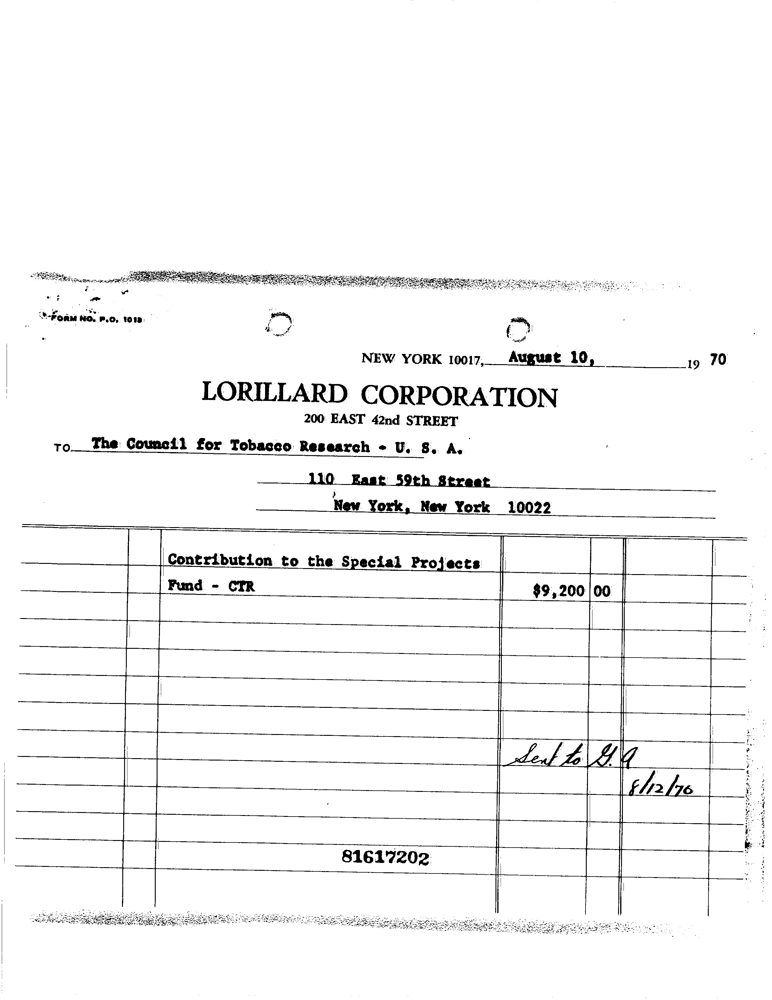 FORM NO. P.O. 1013
NEW YORK 10017, August 10, 19 70
LORILLARD CORPORATION
200 EAST 42nd STREET
TO The Council for Tobacco Research - U. S. A.
110 East 59th Street
New York, New York 10022
Contribution to the Special Projects
Fund - CTR $9,200 00
Sent to G. A
8/12/70
81617202